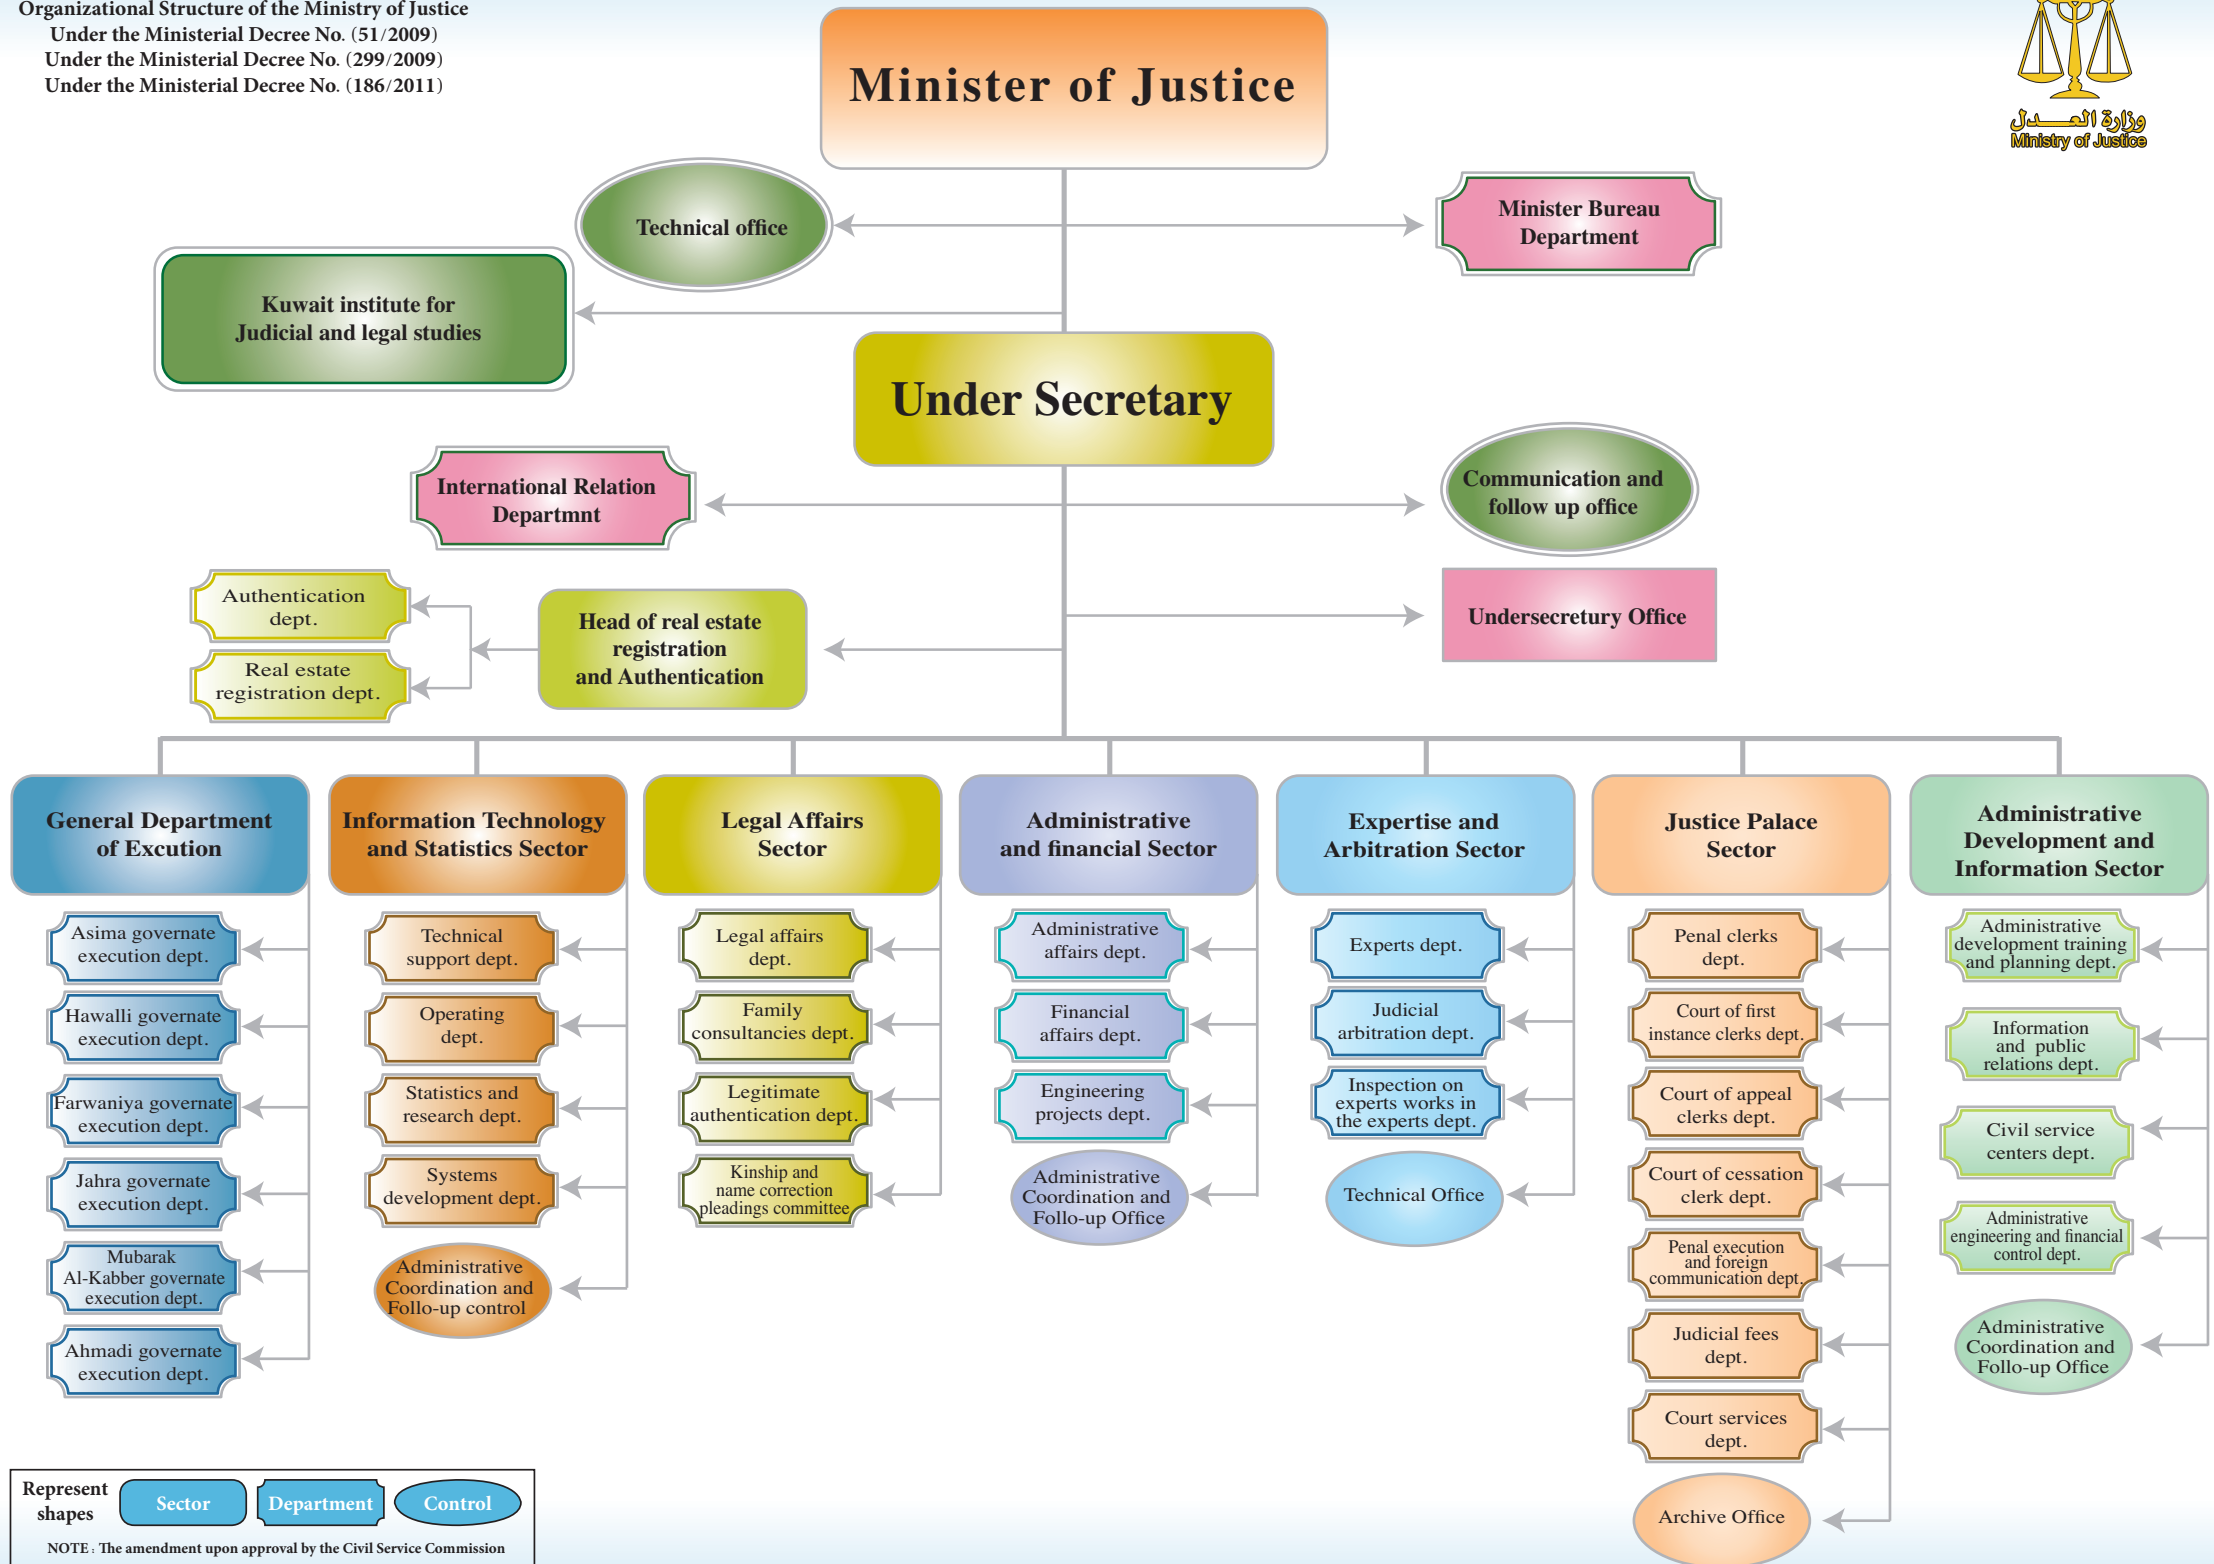 Organizational Structure of the Ministry of Justice
Under the Ministerial Decree No. (51/2009)
Under the Ministerial Decree No. (299/2009)
Under the Ministerial Decree No. (186/2011)
Minister of Justice
وزارة العـــدل
Ministry of Justice
Technical office
Minister Bureau
Department
Kuwait institute for
Judicial and legal studies
Under Secretary
International Relation
Departmnt
Communication and
follow up office
Authentication
dept.
Real estate
registration dept.
Head of real estate
registration
and Authentication
Undersecretury Office
General Department
of Excution
Asima governate
execution dept.
Hawalli governate
execution dept.
Farwaniya governate
execution dept.
Jahra governate
execution dept.
Mubarak
Al-Kabber governate
execution dept.
Ahmadi governate
execution dept.
Information Technology
and Statistics Sector
Technical
support dept.
Operating
dept.
Statistics and
research dept.
Systems
development dept.
Administrative
Coordination and
Follo-up control
Legal Affairs
Sector
Legal affairs
dept.
Family
consultancies dept.
Legitimate
authentication dept.
Kinship and
name correction
pleadings committee
Administrative
and financial Sector
Administrative
affairs dept.
Financial
affairs dept.
Engineering
projects dept.
Administrative
Coordination and
Follo-up Office
Expertise and
Arbitration Sector
Experts dept.
Judicial
arbitration dept.
Inspection on
experts works in
the experts dept.
Technical Office
Justice Palace
Sector
Penal clerks
dept.
Court of first
instance clerks dept.
Court of appeal
clerks dept.
Court of cessation
clerk dept.
Penal execution
and foreign
communication dept.
Judicial fees
dept.
Court services
dept.
Archive Office
Administrative
Development and
Information Sector
Administrative
development training
and planning dept.
Information
and public
relations dept.
Civil service
centers dept.
Administrative
engineering and financial
control dept.
Administrative
Coordination and
Follo-up Office
Represent
shapes
Sector
Department
Control
NOTE : The amendment upon approval by the Civil Service Commission